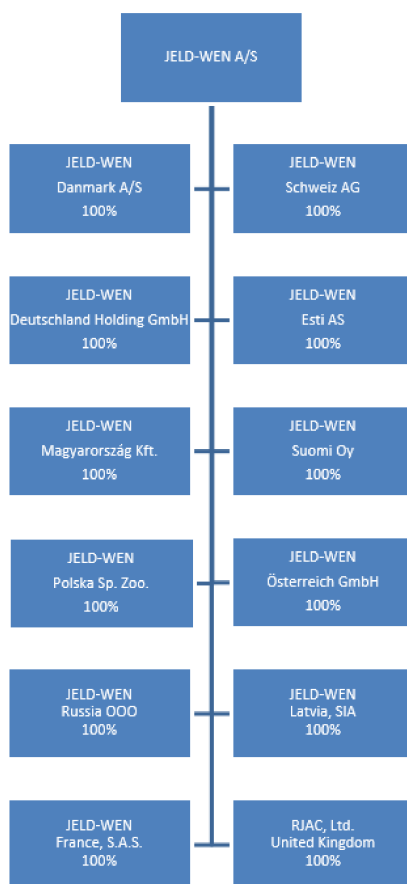 JELD-WEN A/S
JELD-WEN
Danmark A/S
100%
JELD-WEN
Schweiz AG
100%
JELD-WEN
Deutschland Holding GmbH
100%
JELD-WEN
Esti AS
100%
JELD-WEN
Magyarország Kft.
100%
JELD-WEN
Suomi Oy
100%
JELD-WEN
Polska Sp. Zoo.
100%
JELD-WEN
Österreich GmbH
100%
JELD-WEN
Russia OOO
100%
JELD-WEN
Latvia, SIA
100%
JELD-WEN
France, S.A.S.
100%
RJAC, Ltd.
United Kingdom
100%